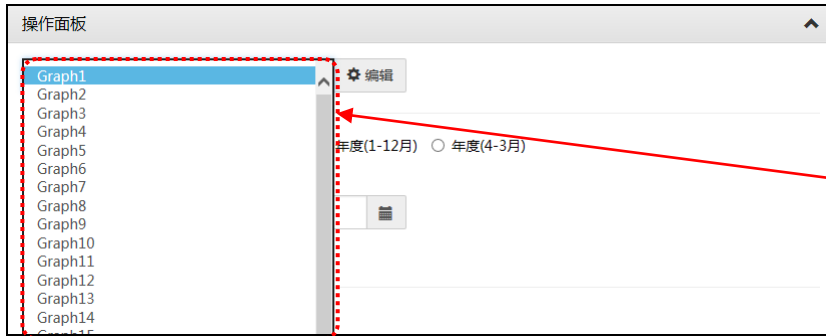 操作面板
Graph1
编辑
Graph2
Graph3
Graph4
Graph5
年度(1-12月) 年度(4-3月)
Graph6
Graph7
Graph8
Graph9
Graph10
Graph11
Graph12
Graph13
Graph14
Graph15